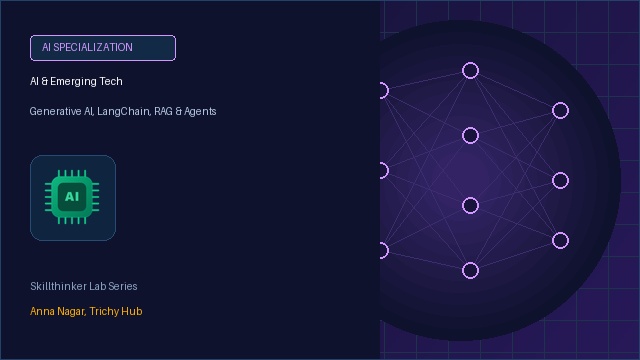 AI SPECIALIZATION
AI & Emerging Tech
Generative AI, LangChain, RAG & Agents
AI
Skillthinker Lab Series
Anna Nagar, Trichy Hub